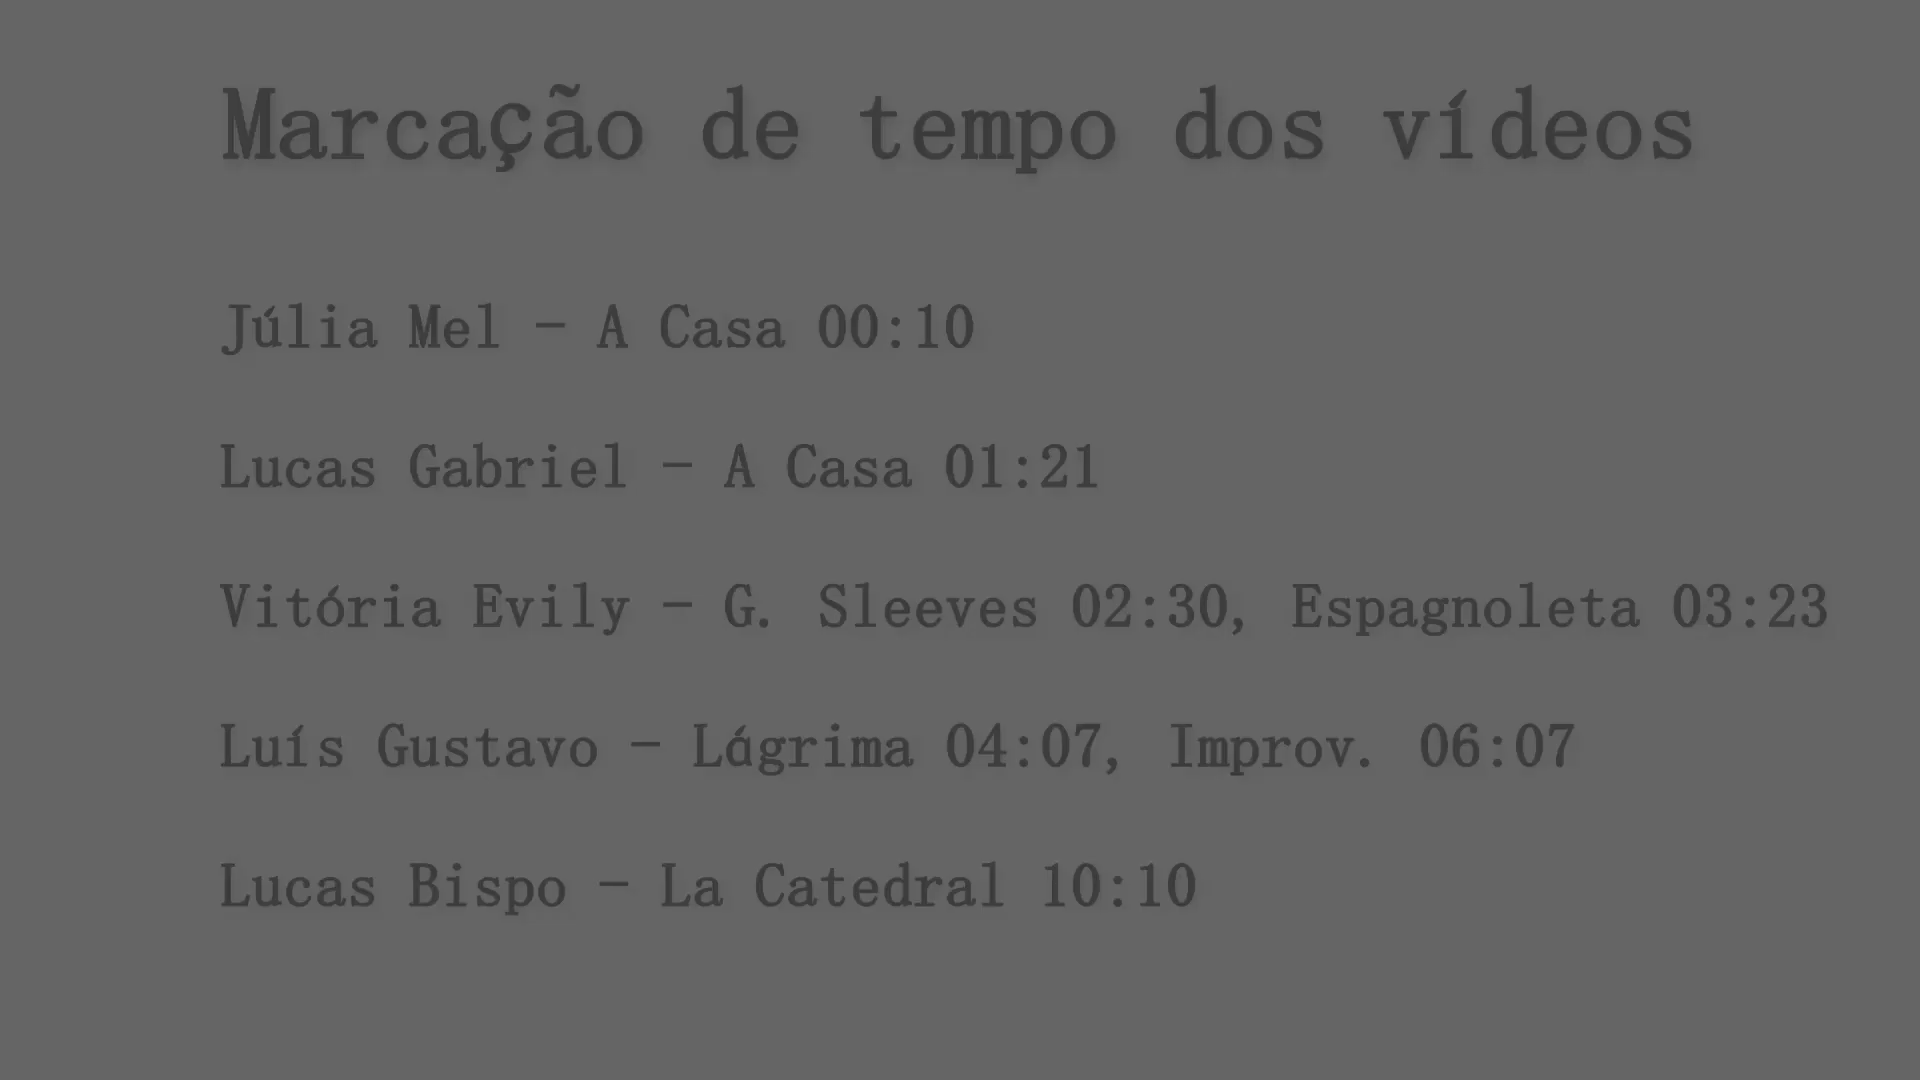 Marcação de tempo dos vídeos
Júlia Mel - A Casa 00:10
Lucas Gabriel - A Casa 01:21
Vitória Evily - G. Sleeves 02:30, Espagnoleta 03:23
Luís Gustavo - Lágrima 04:07, Improv. 06:07
Lucas Bispo - La Catedral 10:10